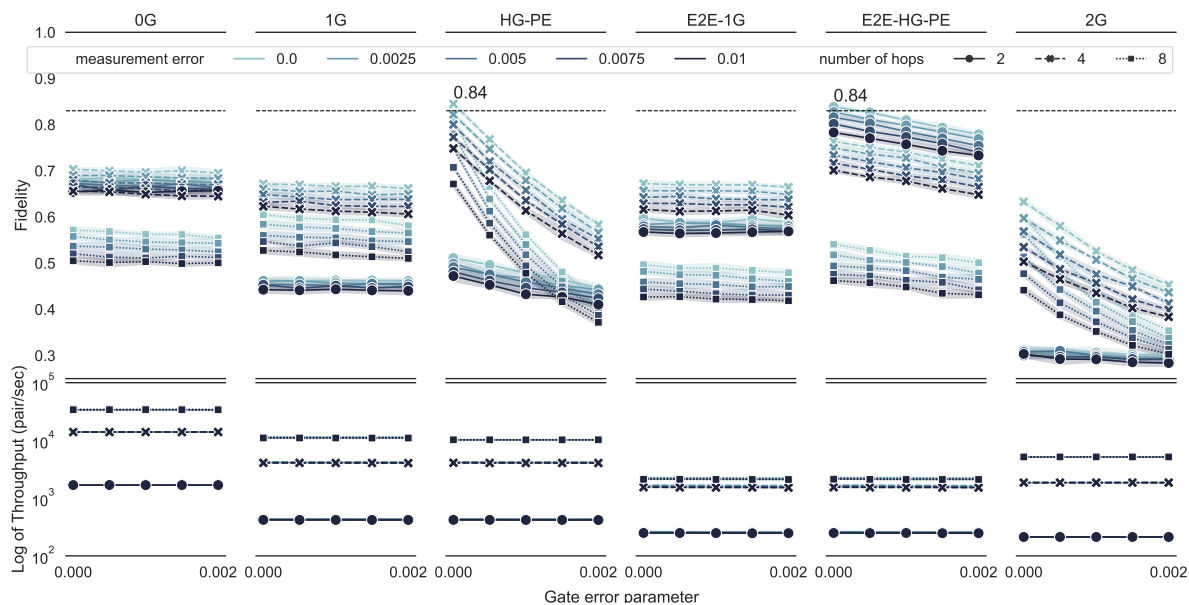 0G 1G HG-PE E2E-1G E2E-HG-PE 2G
1.0
measurement error 0.0 0.0025 0.005 0.0075 0.01 number of hops 2 4 8
0.9
0.84 0.84
0.8
0.7
Fidelity
0.6
0.5
0.4
0.3
10^5
Log of Throughput (pair/sec)
10^4
10^3
10^2
0.000 0.002 0.000 0.002 0.000 0.002 0.000 0.002 0.000 0.002 0.000 0.002
Gate error parameter